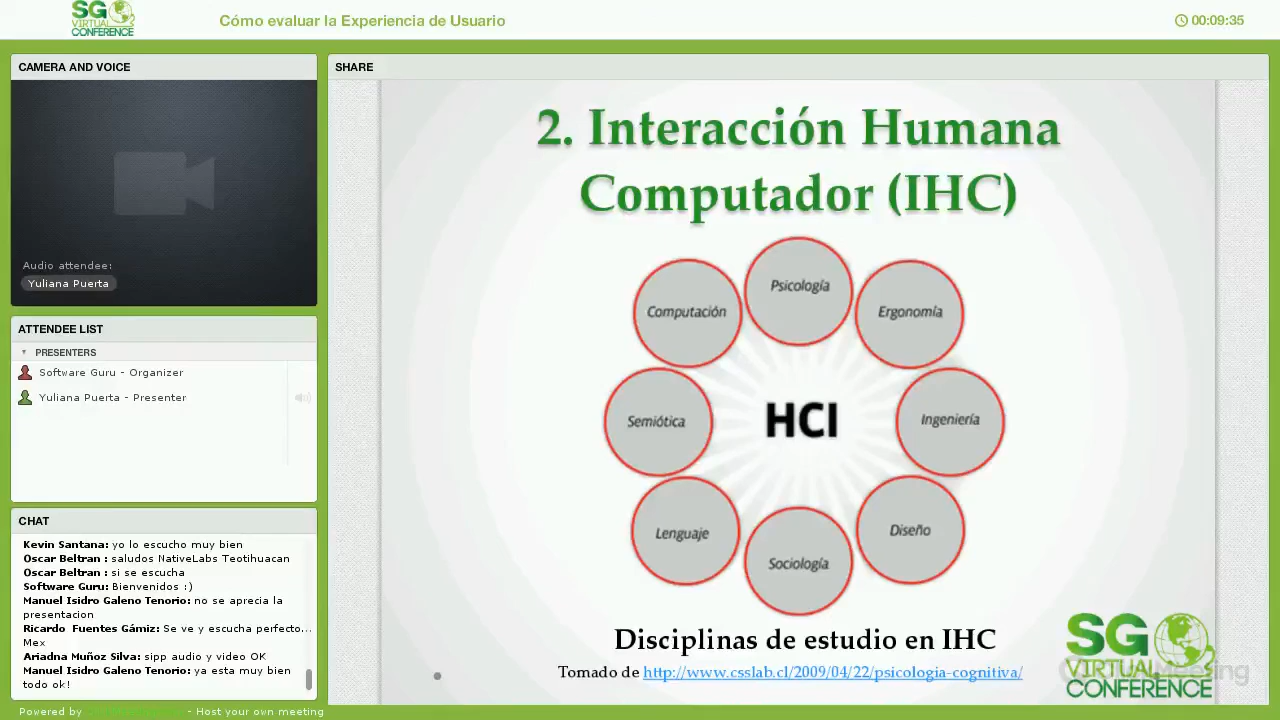 SG
VIRTUAL
CONFERENCE
Cómo evaluar la Experiencia de Usuario
00:09:35
CAMERA AND VOICE
Audio attendee:
Yuliana Puerta
ATTENDEE LIST
PRESENTERS
Software Guru - Organizer
Yuliana Puerta - Presenter
CHAT
Kevin Santana: yo lo escucho muy bien
Oscar Beltran : saludos NativeLabs Teotihuacan
Oscar Beltran : si se escucha
Software Guru: Bienvenidos :)
Manuel Isidro Galeno Tenorio: no se aprecia la
presentacion
Ricardo Fuentes Gámiz: Se ve y escucha perfecto...
Mex
Ariadna Muñoz Silva: sipp audio y video OK
Manuel Isidro Galeno Tenorio: ya esta muy bien
todo ok!
Powered by - Host your own meeting
SHARE
2. Interacción Humana
Computador (IHC)
Psicología
Computación
Ergonomía
Semiótica
HCI
Ingeniería
Lenguaje
Diseño
Sociología
Disciplinas de estudio en IHC
Tomado de http://www.csslab.cl/2009/04/22/psicologia-cognitiva/
SG
VIRTUAL
CONFERENCE
Meeting